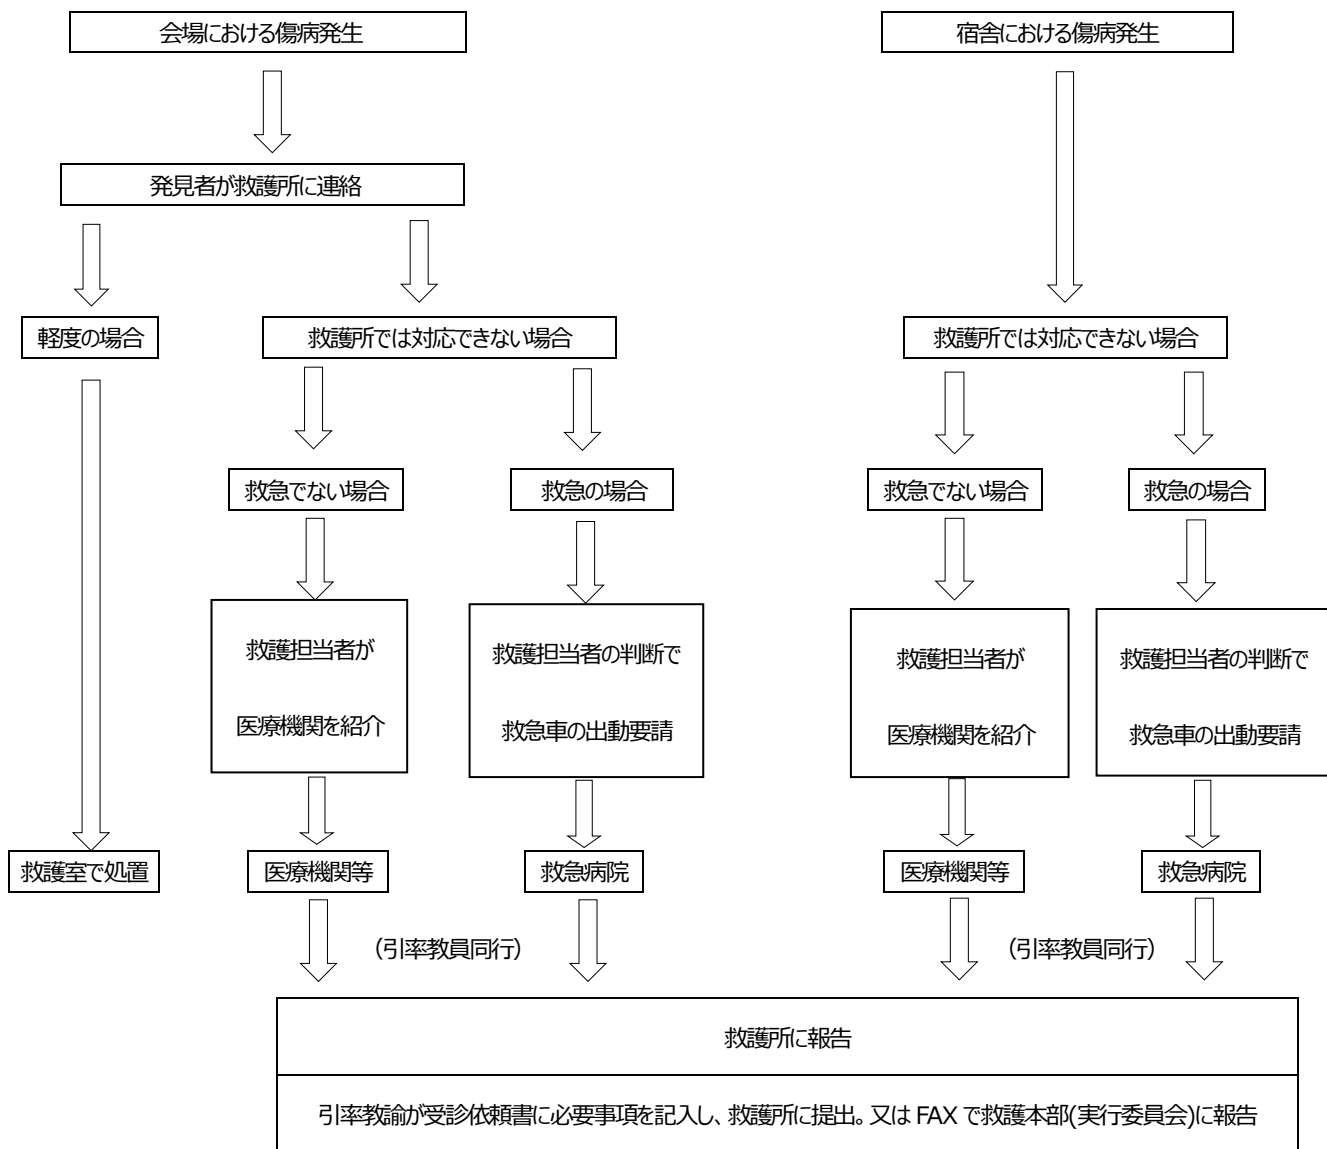 会場における傷病発生
宿舎における傷病発生
発見者が救護所に連絡
軽度の場合
救護所では対応できない場合
救護所では対応できない場合
救急でない場合
救急の場合
救急でない場合
救急の場合
救護担当者が
医療機関を紹介
救護担当者の判断で
救急車の出動要請
救護担当者が
医療機関を紹介
救護担当者の判断で
救急車の出動要請
救護室で処置
医療機関等
救急病院
医療機関等
救急病院
(引率教員同行)
(引率教員同行)
救護所に報告
引率教諭が受診依頼書に必要事項を記入し、救護所に提出。又は FAX で救護本部(実行委員会)に報告